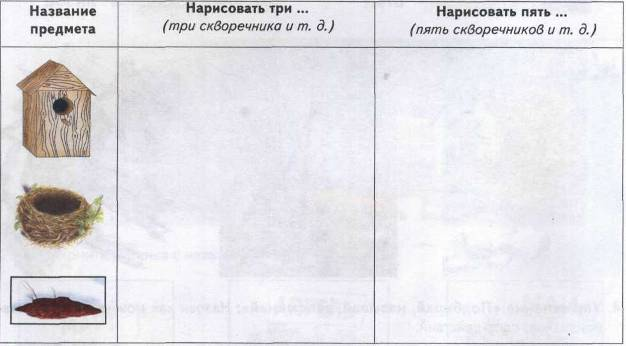 Название
предмета
Нарисовать три ...
(три скворечника и т. д.)
Нарисовать пять ...
(пять скворечников и т. д.)